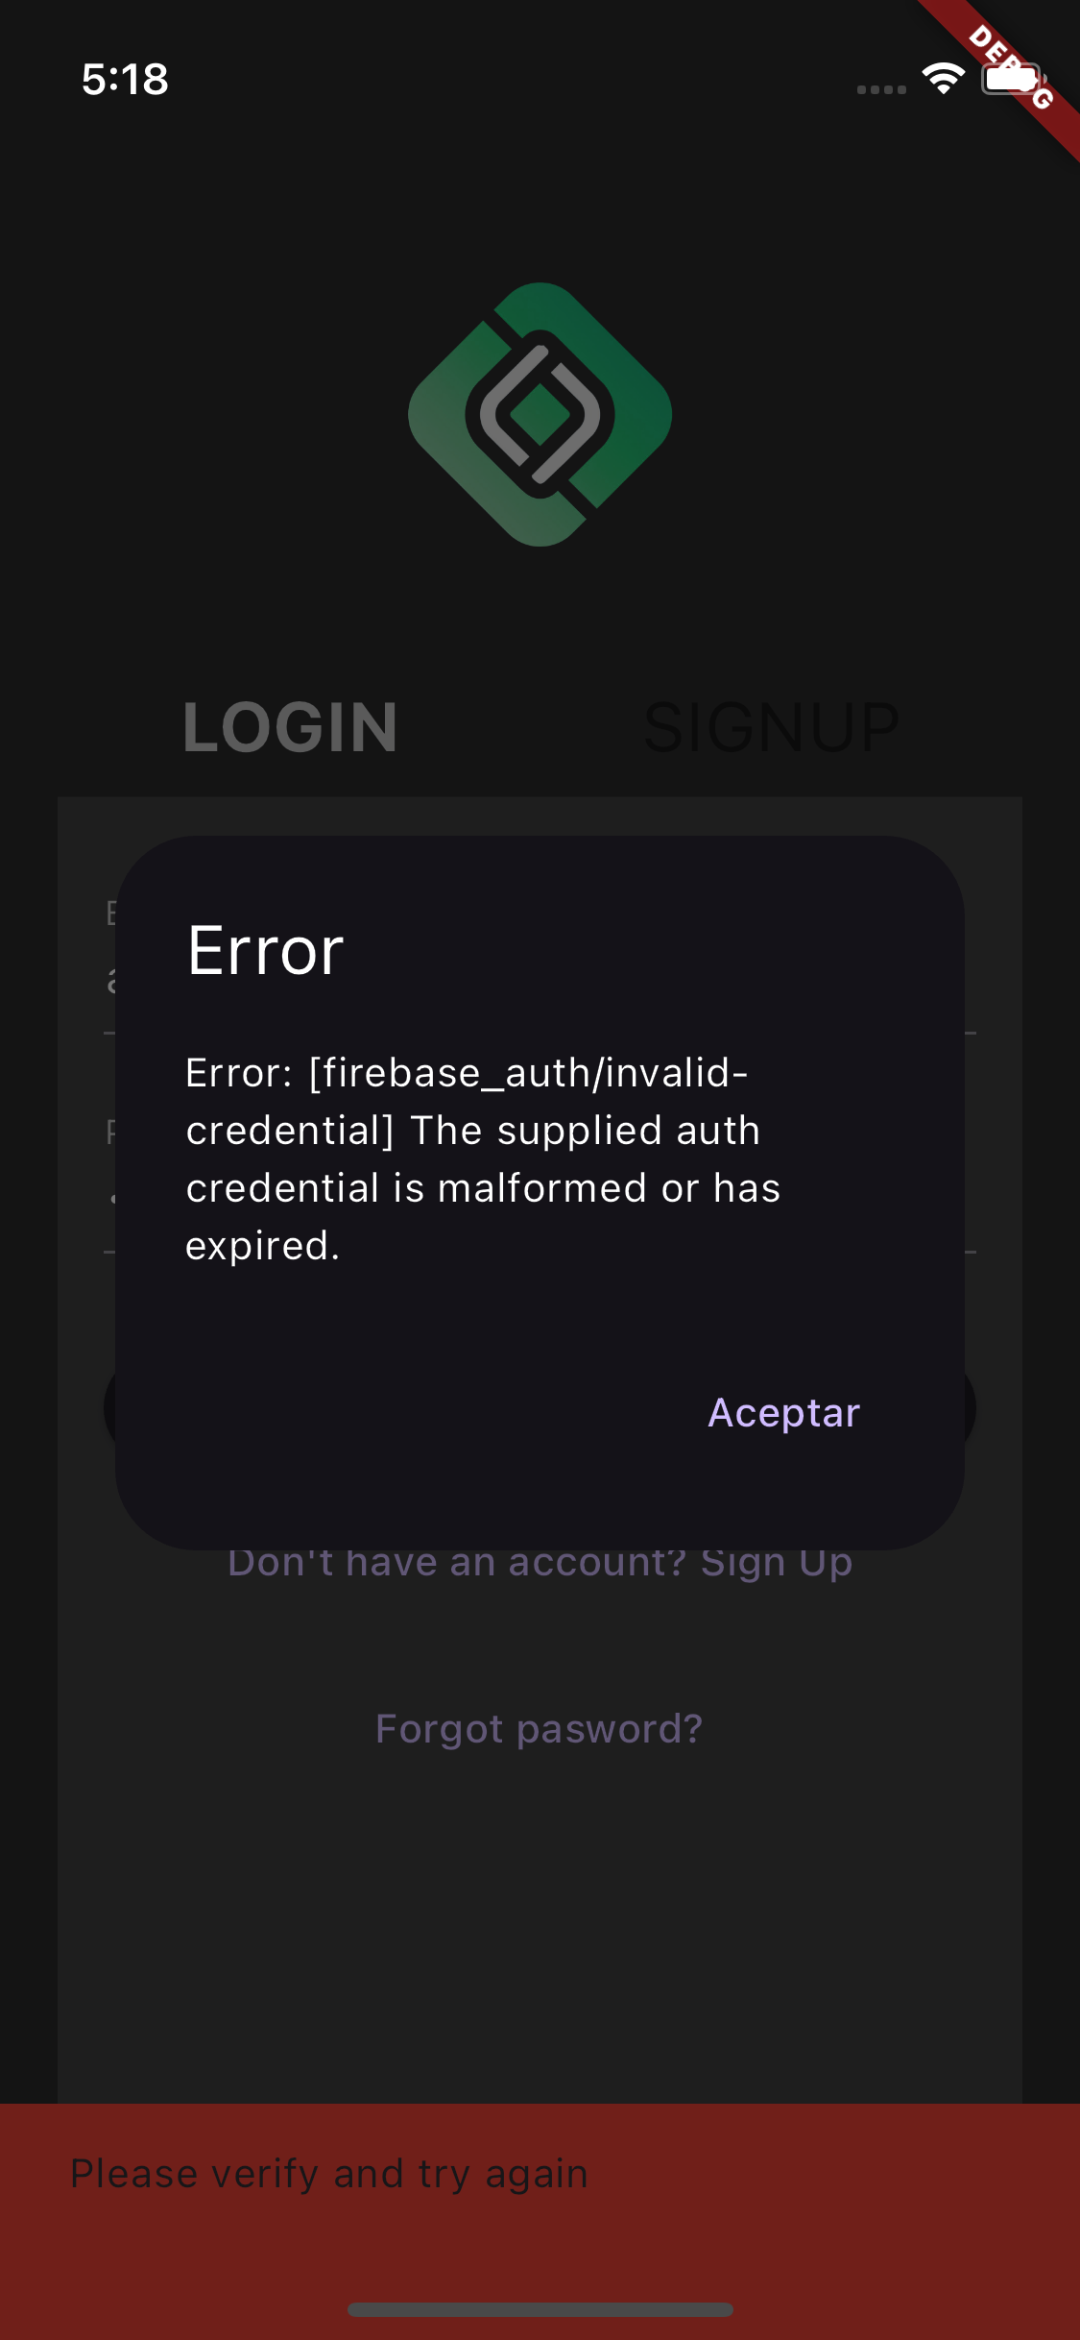 5:18
DEBUG
LOGIN
SIGNUP
Error
Error: [firebase_auth/invalid-
credential] The supplied auth
credential is malformed or has
expired.
Aceptar
Don't have an account? Sign Up
Forgot pasword?
Please verify and try again